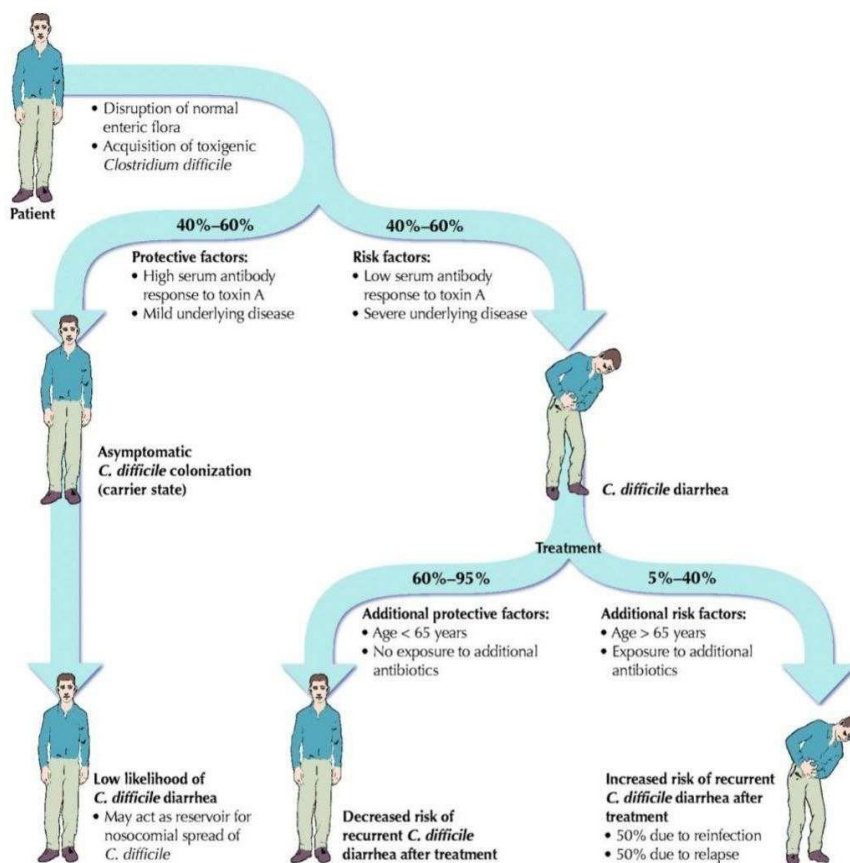 • Disruption of normal
enteric flora
• Acquisition of toxigenic
Clostridium difficile
Patient
40%–60%
Protective factors:
• High serum antibody
response to toxin A
• Mild underlying disease
40%–60%
Risk factors:
• Low serum antibody
response to toxin A
• Severe underlying disease
Asymptomatic
C. difficile colonization
(carrier state)
C. difficile diarrhea
Treatment
60%–95%
Additional protective factors:
• Age < 65 years
• No exposure to additional
antibiotics
5%–40%
Additional risk factors:
• Age > 65 years
• Exposure to additional
antibiotics
Low likelihood of
C. difficile diarrhea
• May act as reservoir for
nosocomial spread of
C. difficile
Decreased risk of
recurrent C. difficile
diarrhea after treatment
Increased risk of recurrent
C. difficile diarrhea after
treatment
• 50% due to reinfection
• 50% due to relapse